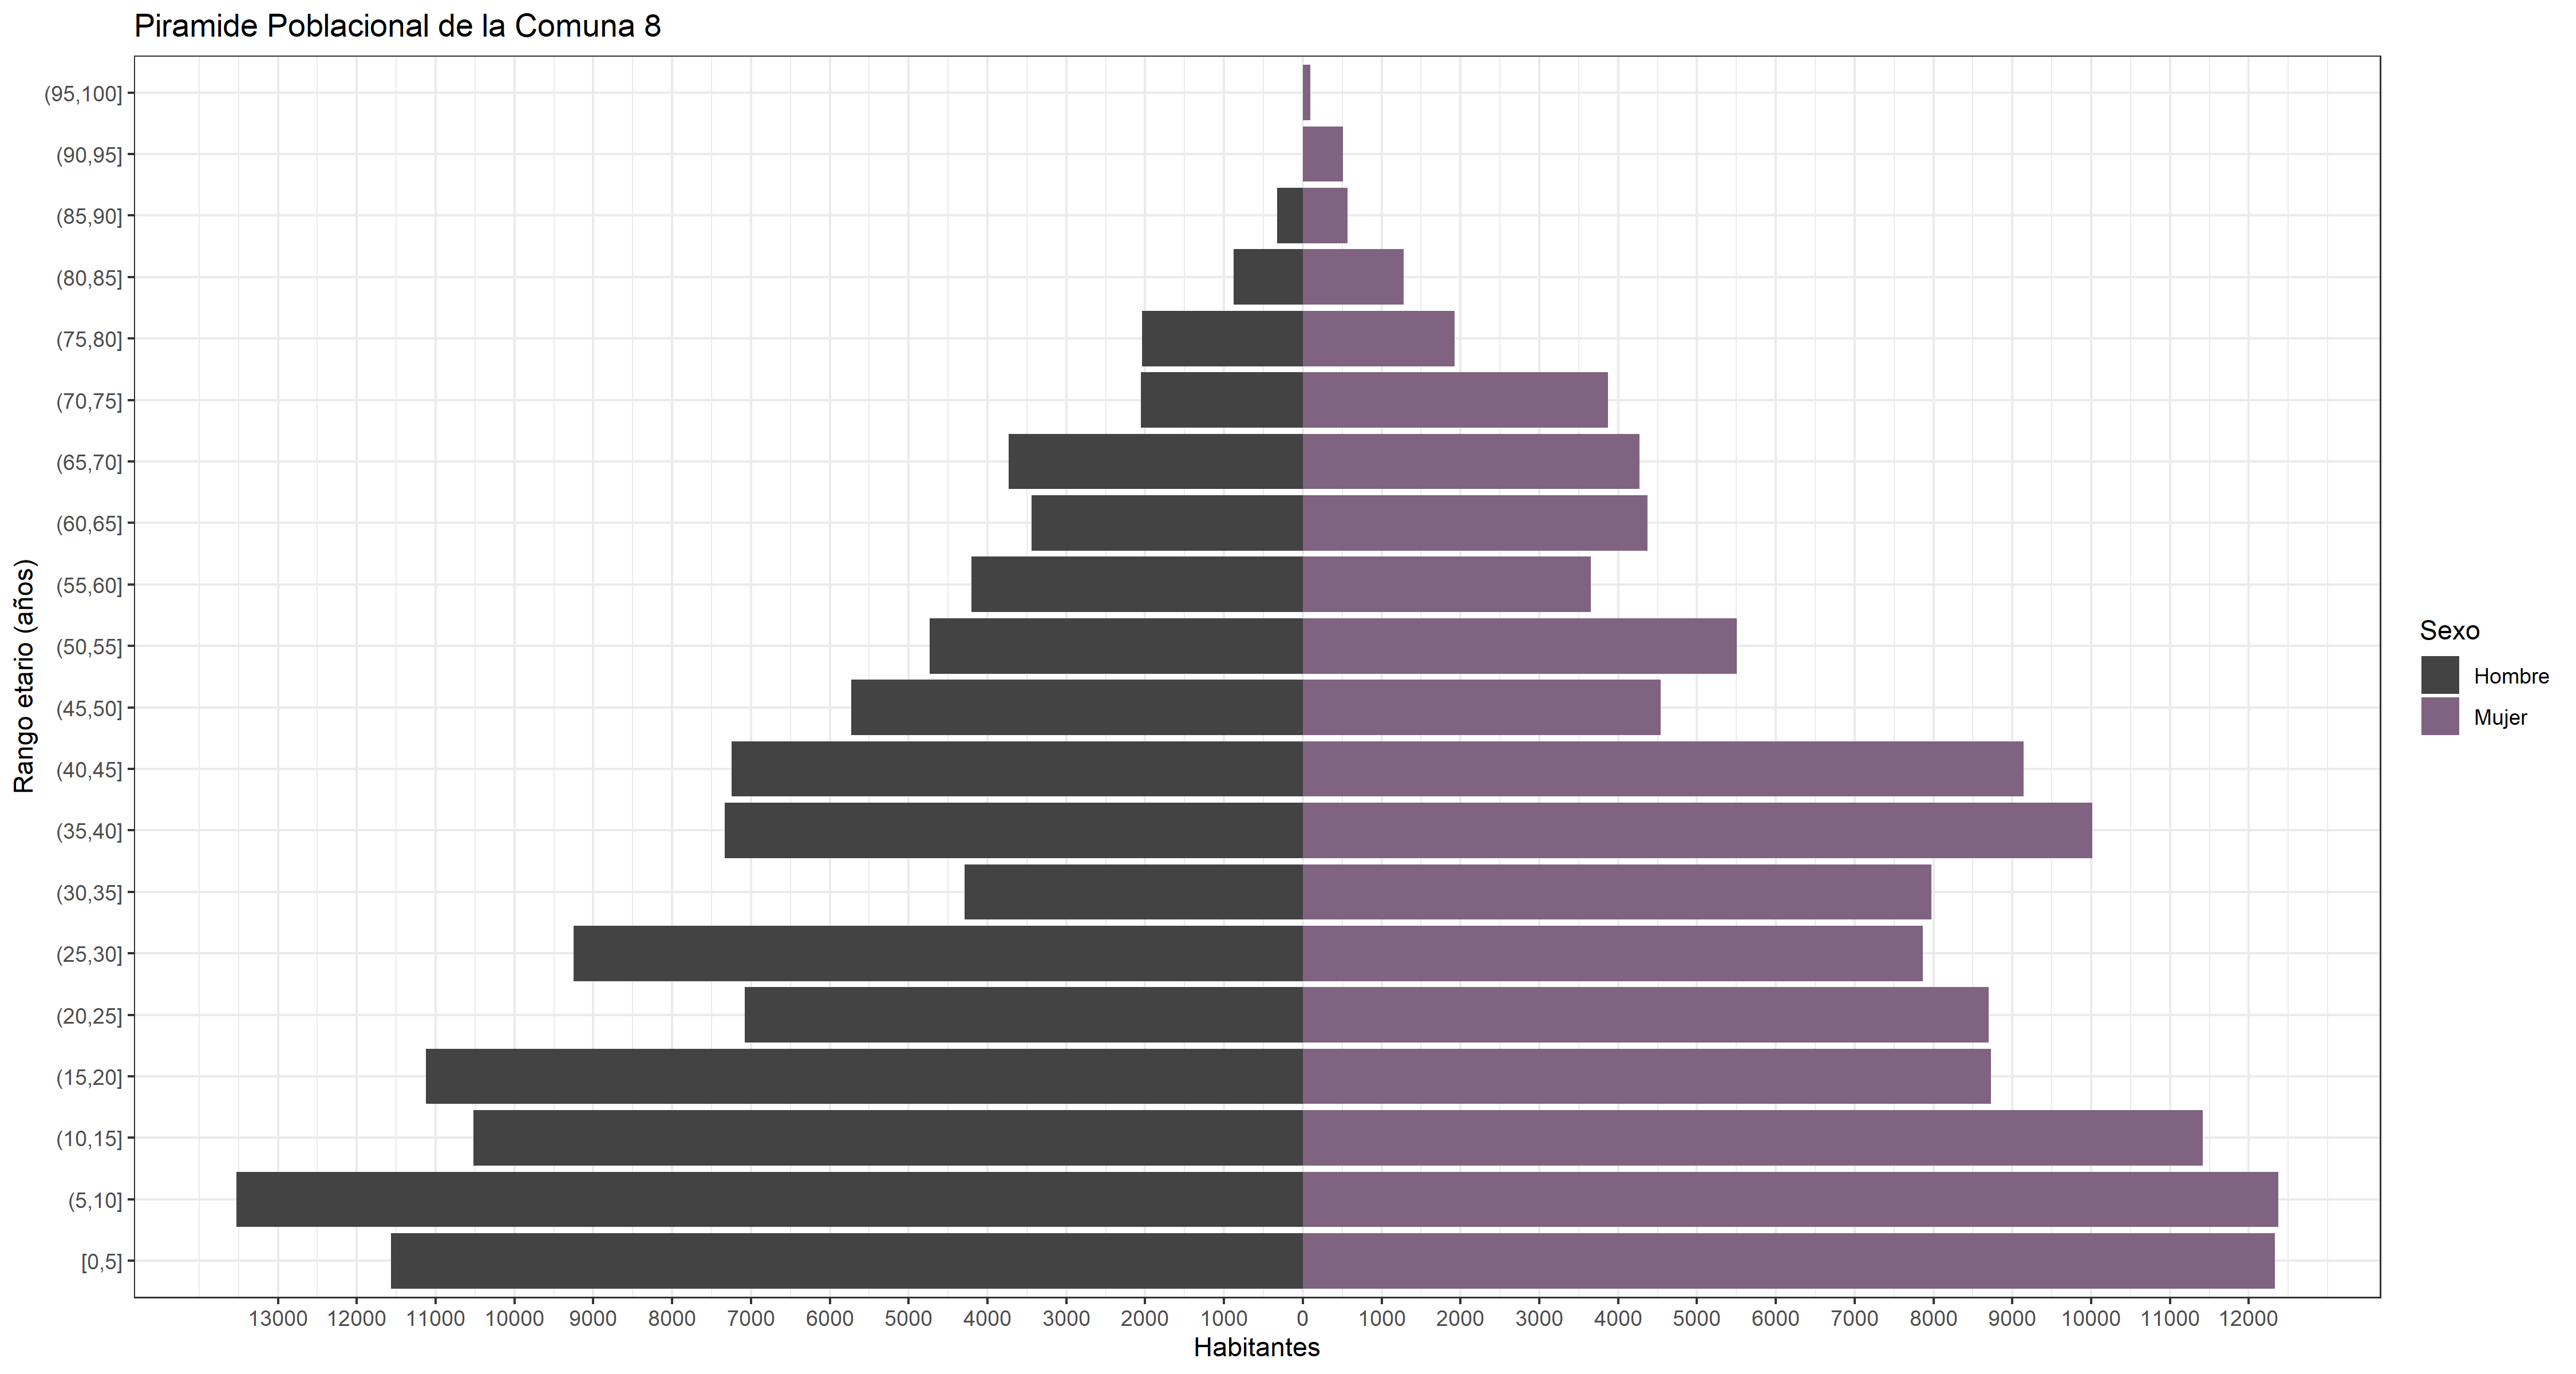 Piramide Poblacional de la Comuna 8
Rango etario (años)
(95,100]
(90,95]
(85,90]
(80,85]
(75,80]
(70,75]
(65,70]
(60,65]
(55,60]
(50,55]
(45,50]
(40,45]
(35,40]
(30,35]
(25,30]
(20,25]
(15,20]
(10,15]
(5,10]
[0,5]
13000 12000 11000 10000 9000 8000 7000 6000 5000 4000 3000 2000 1000 0 1000 2000 3000 4000 5000 6000 7000 8000 9000 10000 11000 12000
Habitantes
Sexo
Hombre
Mujer